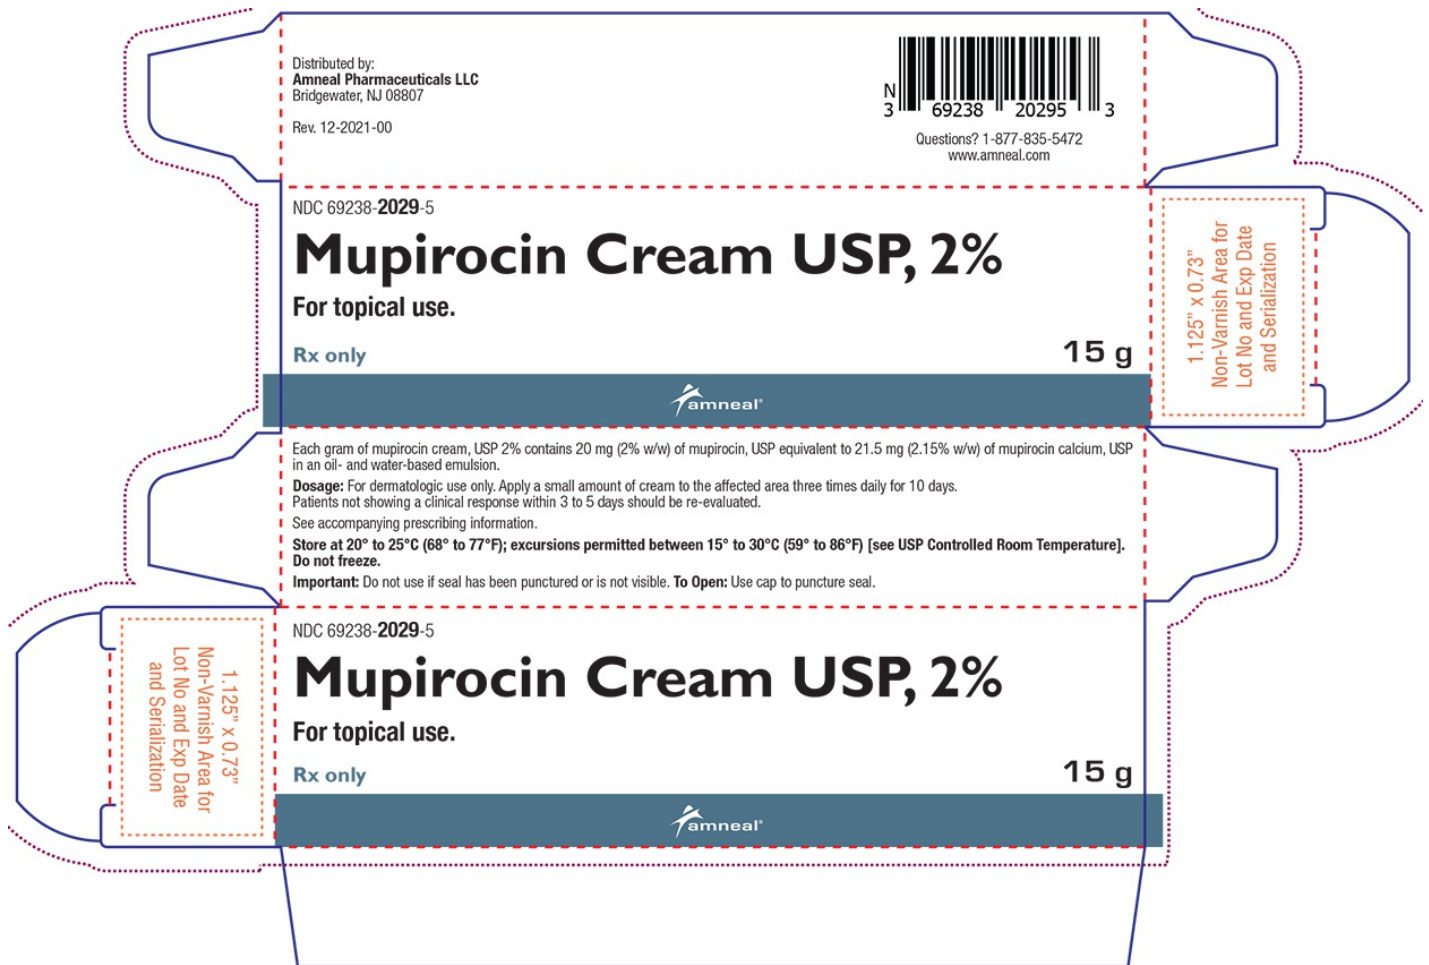 Distributed by:
Amneal Pharmaceuticals LLC
Bridgewater, NJ 08807
Rev. 12-2021-00
N
3 69238 20295 3
Questions? 1-877-835-5472
www.amneal.com
NDC 69238-2029-5
Mupirocin Cream USP, 2%
For topical use.
Rx only
15 g
amneal®
1.125” x 0.73”
Non-Varnish Area for
Lot No and Exp Date
and Serialization
Each gram of mupirocin cream, USP 2% contains 20 mg (2% w/w) of mupirocin, USP equivalent to 21.5 mg (2.15% w/w) of mupirocin calcium, USP
in an oil- and water-based emulsion.
Dosage: For dermatologic use only. Apply a small amount of cream to the affected area three times daily for 10 days.
Patients not showing a clinical response within 3 to 5 days should be re-evaluated.
See accompanying prescribing information.
Store at 20° to 25°C (68° to 77°F); excursions permitted between 15° to 30°C (59° to 86°F) [see USP Controlled Room Temperature].
Do not freeze.
Important: Do not use if seal has been punctured or is not visible. To Open: Use cap to puncture seal.
1.125” x 0.73”
Non-Varnish Area for
Lot No and Exp Date
and Serialization
NDC 69238-2029-5
Mupirocin Cream USP, 2%
For topical use.
Rx only
15 g
amneal®